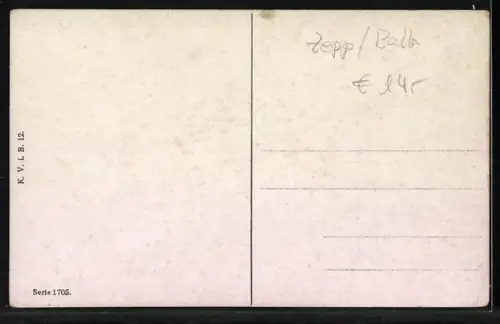 Zepp/Ball.
€ 14,-
K. V. i. B. 12.
Serie 1705.